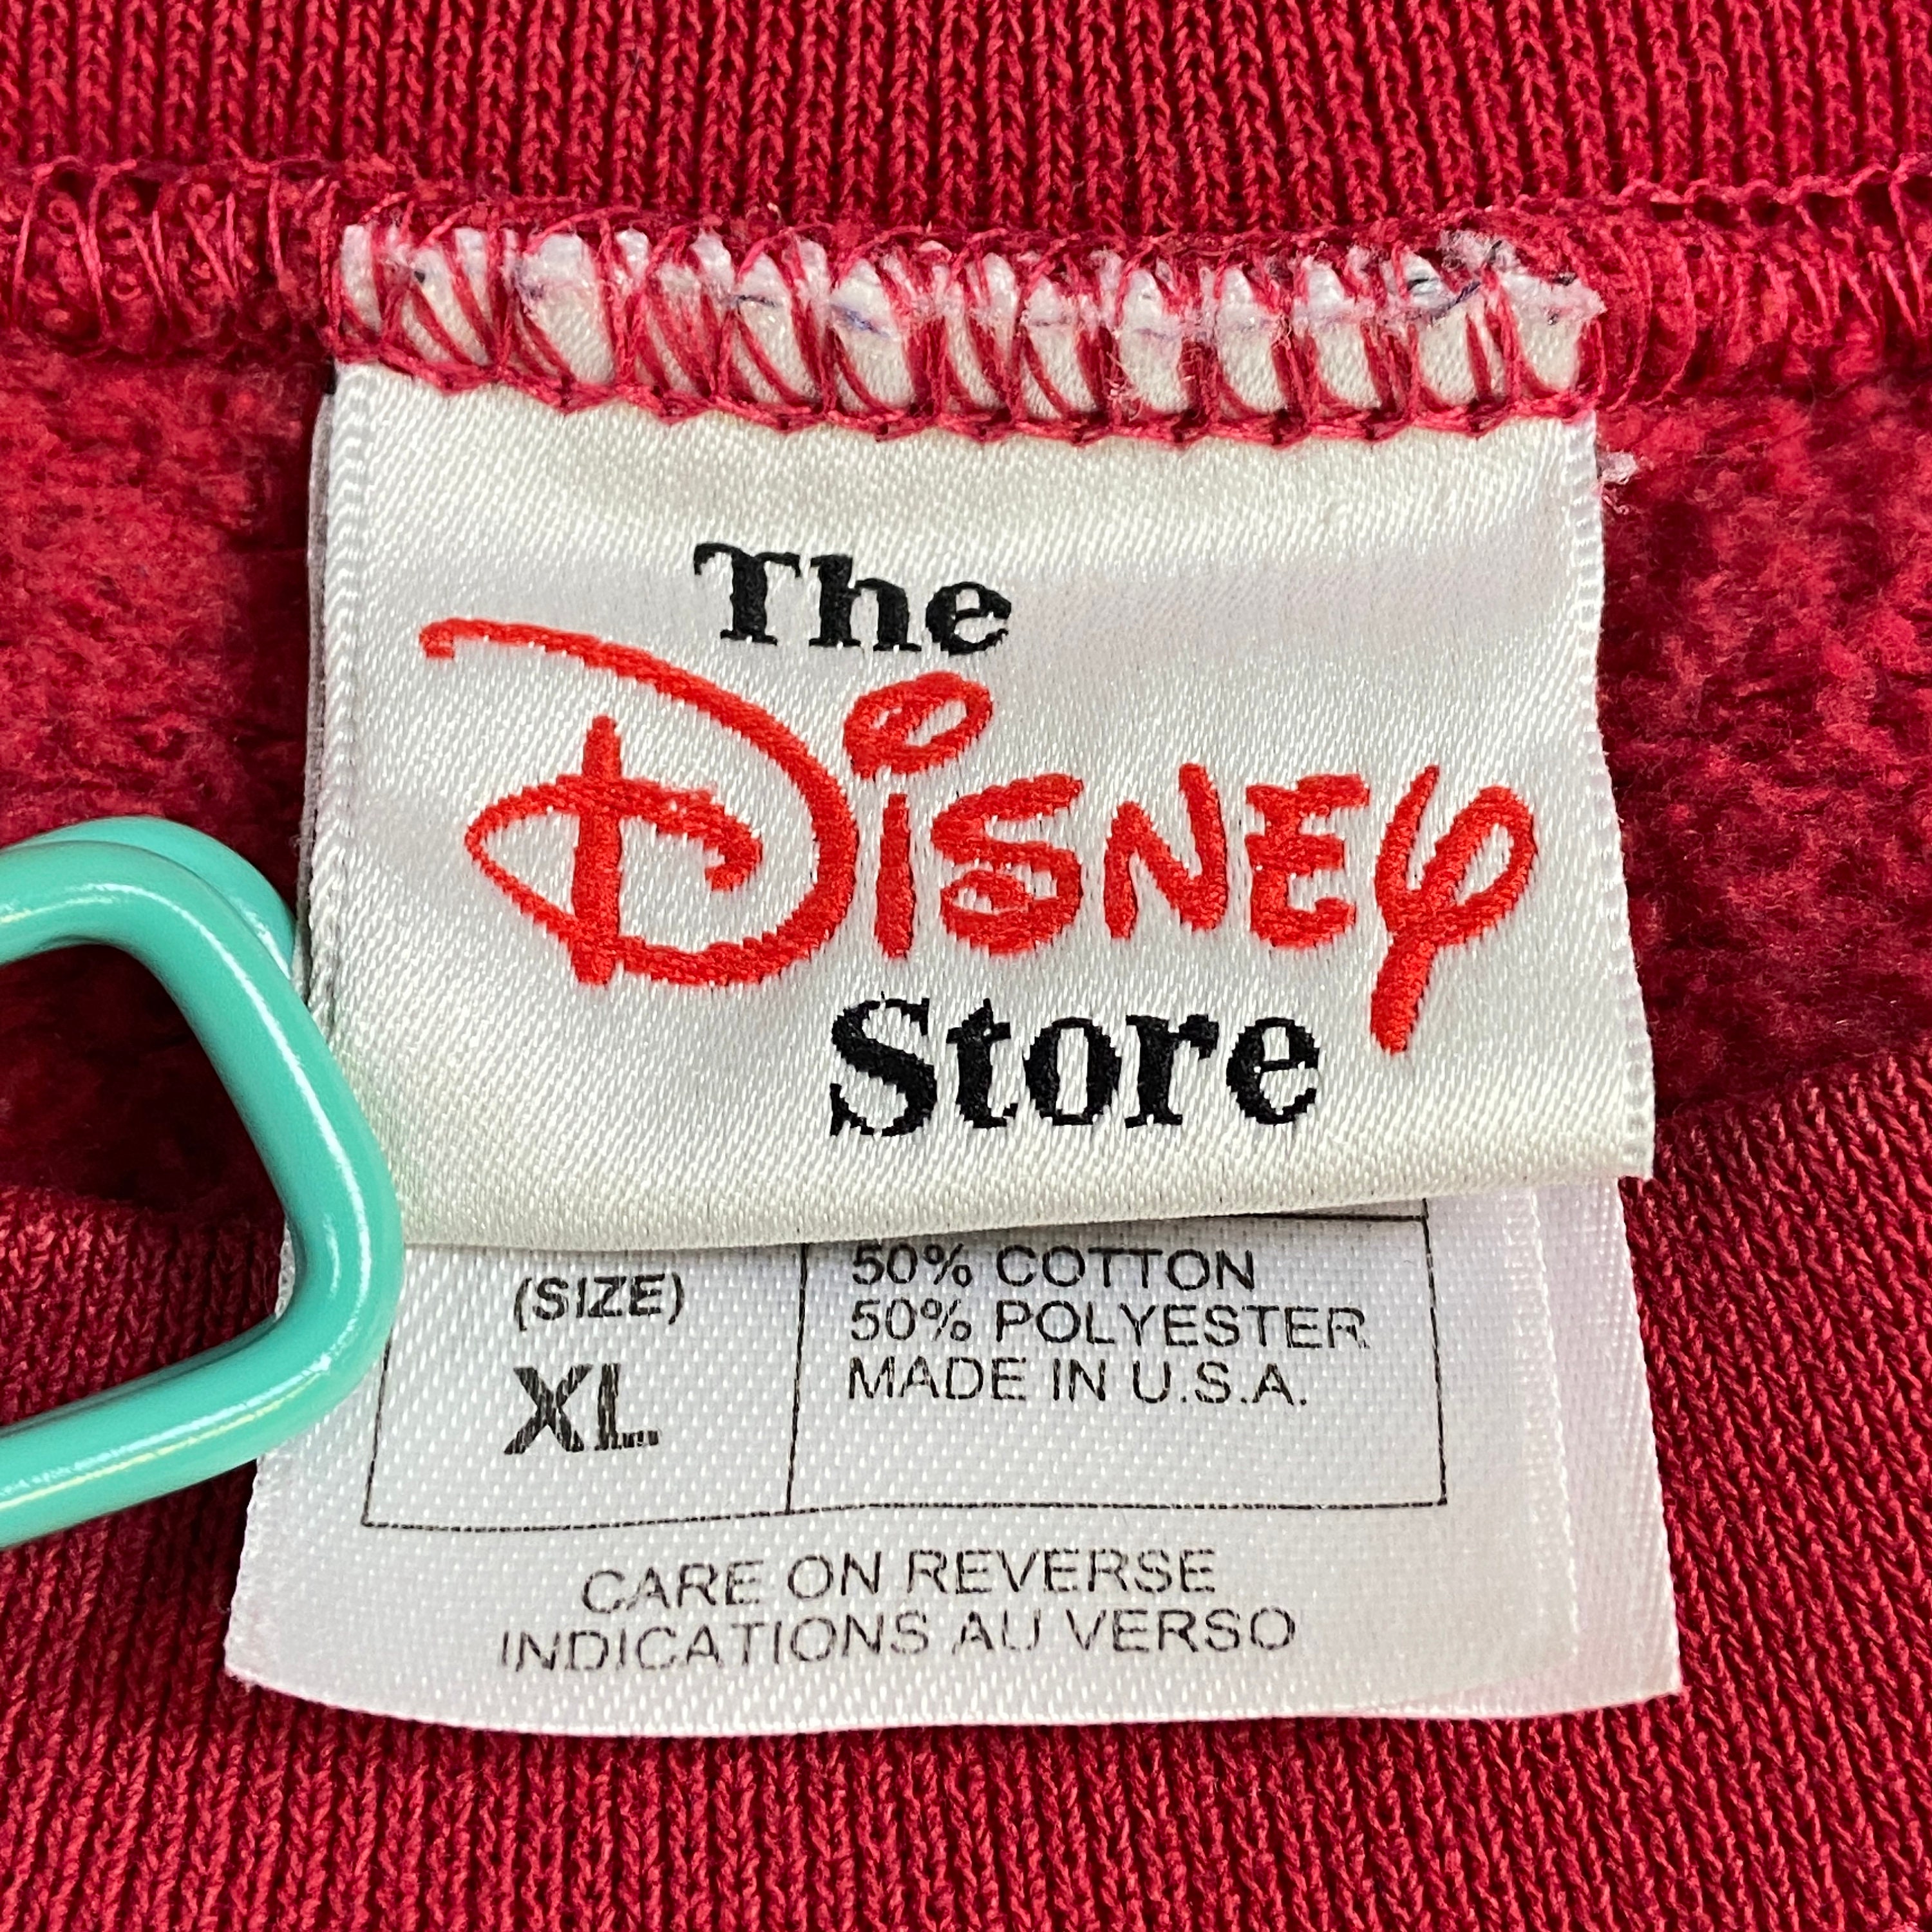 The
Disney
Store
(SIZE)
XL
50% COTTON
50% POLYESTER
MADE IN U.S.A.
CARE ON REVERSE
INDICATIONS AU VERSO